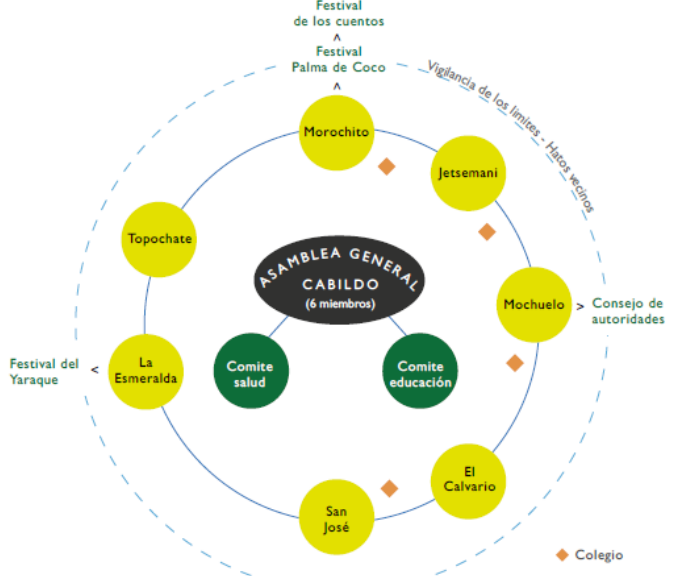 Festival
de los cuentos
Festival
Palma de Coco
Vigilancia de los limites - Hatos vecinos
Morochito
Jetsemani
Topochate
ASAMBLEA GENERAL
CABILDO
(6 miembros)
Mochuelo
> Consejo de
autoridades
Festival del
Yaraque
<
La
Esmeralda
Comite
salud
Comite
educación
El
Calvario
San
José
Colegio